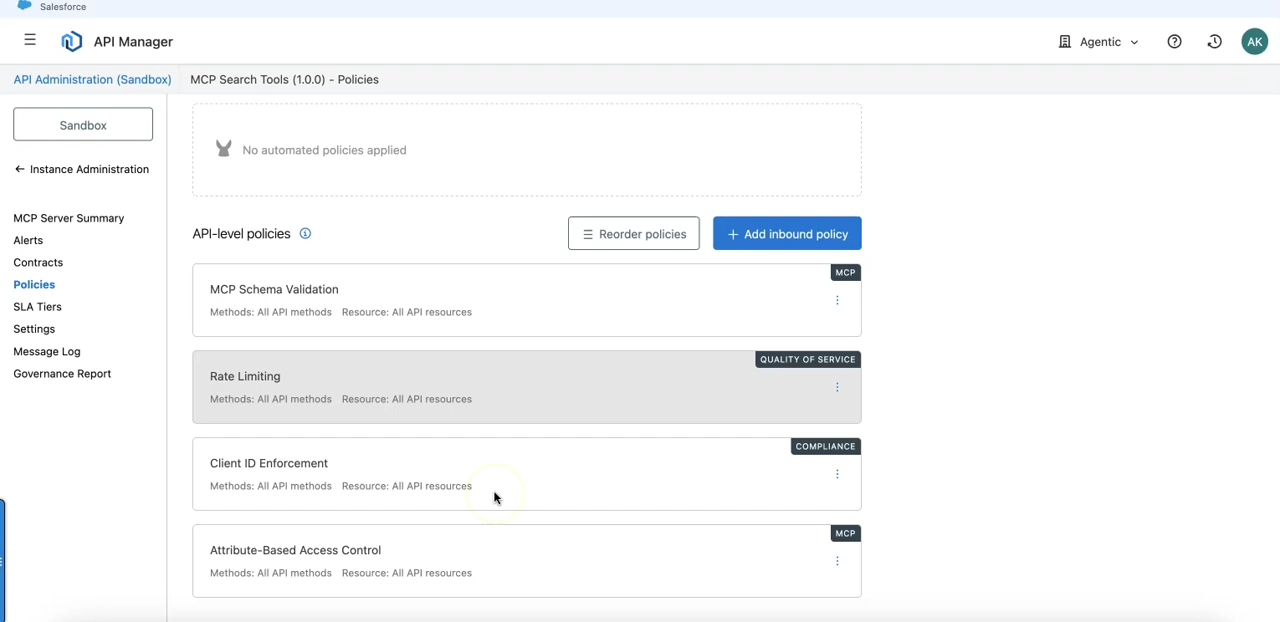 Salesforce
API Manager
Agentic
AK
API Administration (Sandbox)
MCP Search Tools (1.0.0) - Policies
Sandbox
← Instance Administration
MCP Server Summary
Alerts
Contracts
Policies
SLA Tiers
Settings
Message Log
Governance Report
No automated policies applied
API-level policies
Reorder policies
+ Add inbound policy
MCP
MCP Schema Validation
Methods: All API methods Resource: All API resources
QUALITY OF SERVICE
Rate Limiting
Methods: All API methods Resource: All API resources
COMPLIANCE
Client ID Enforcement
Methods: All API methods Resource: All API resources
MCP
Attribute-Based Access Control
Methods: All API methods Resource: All API resources